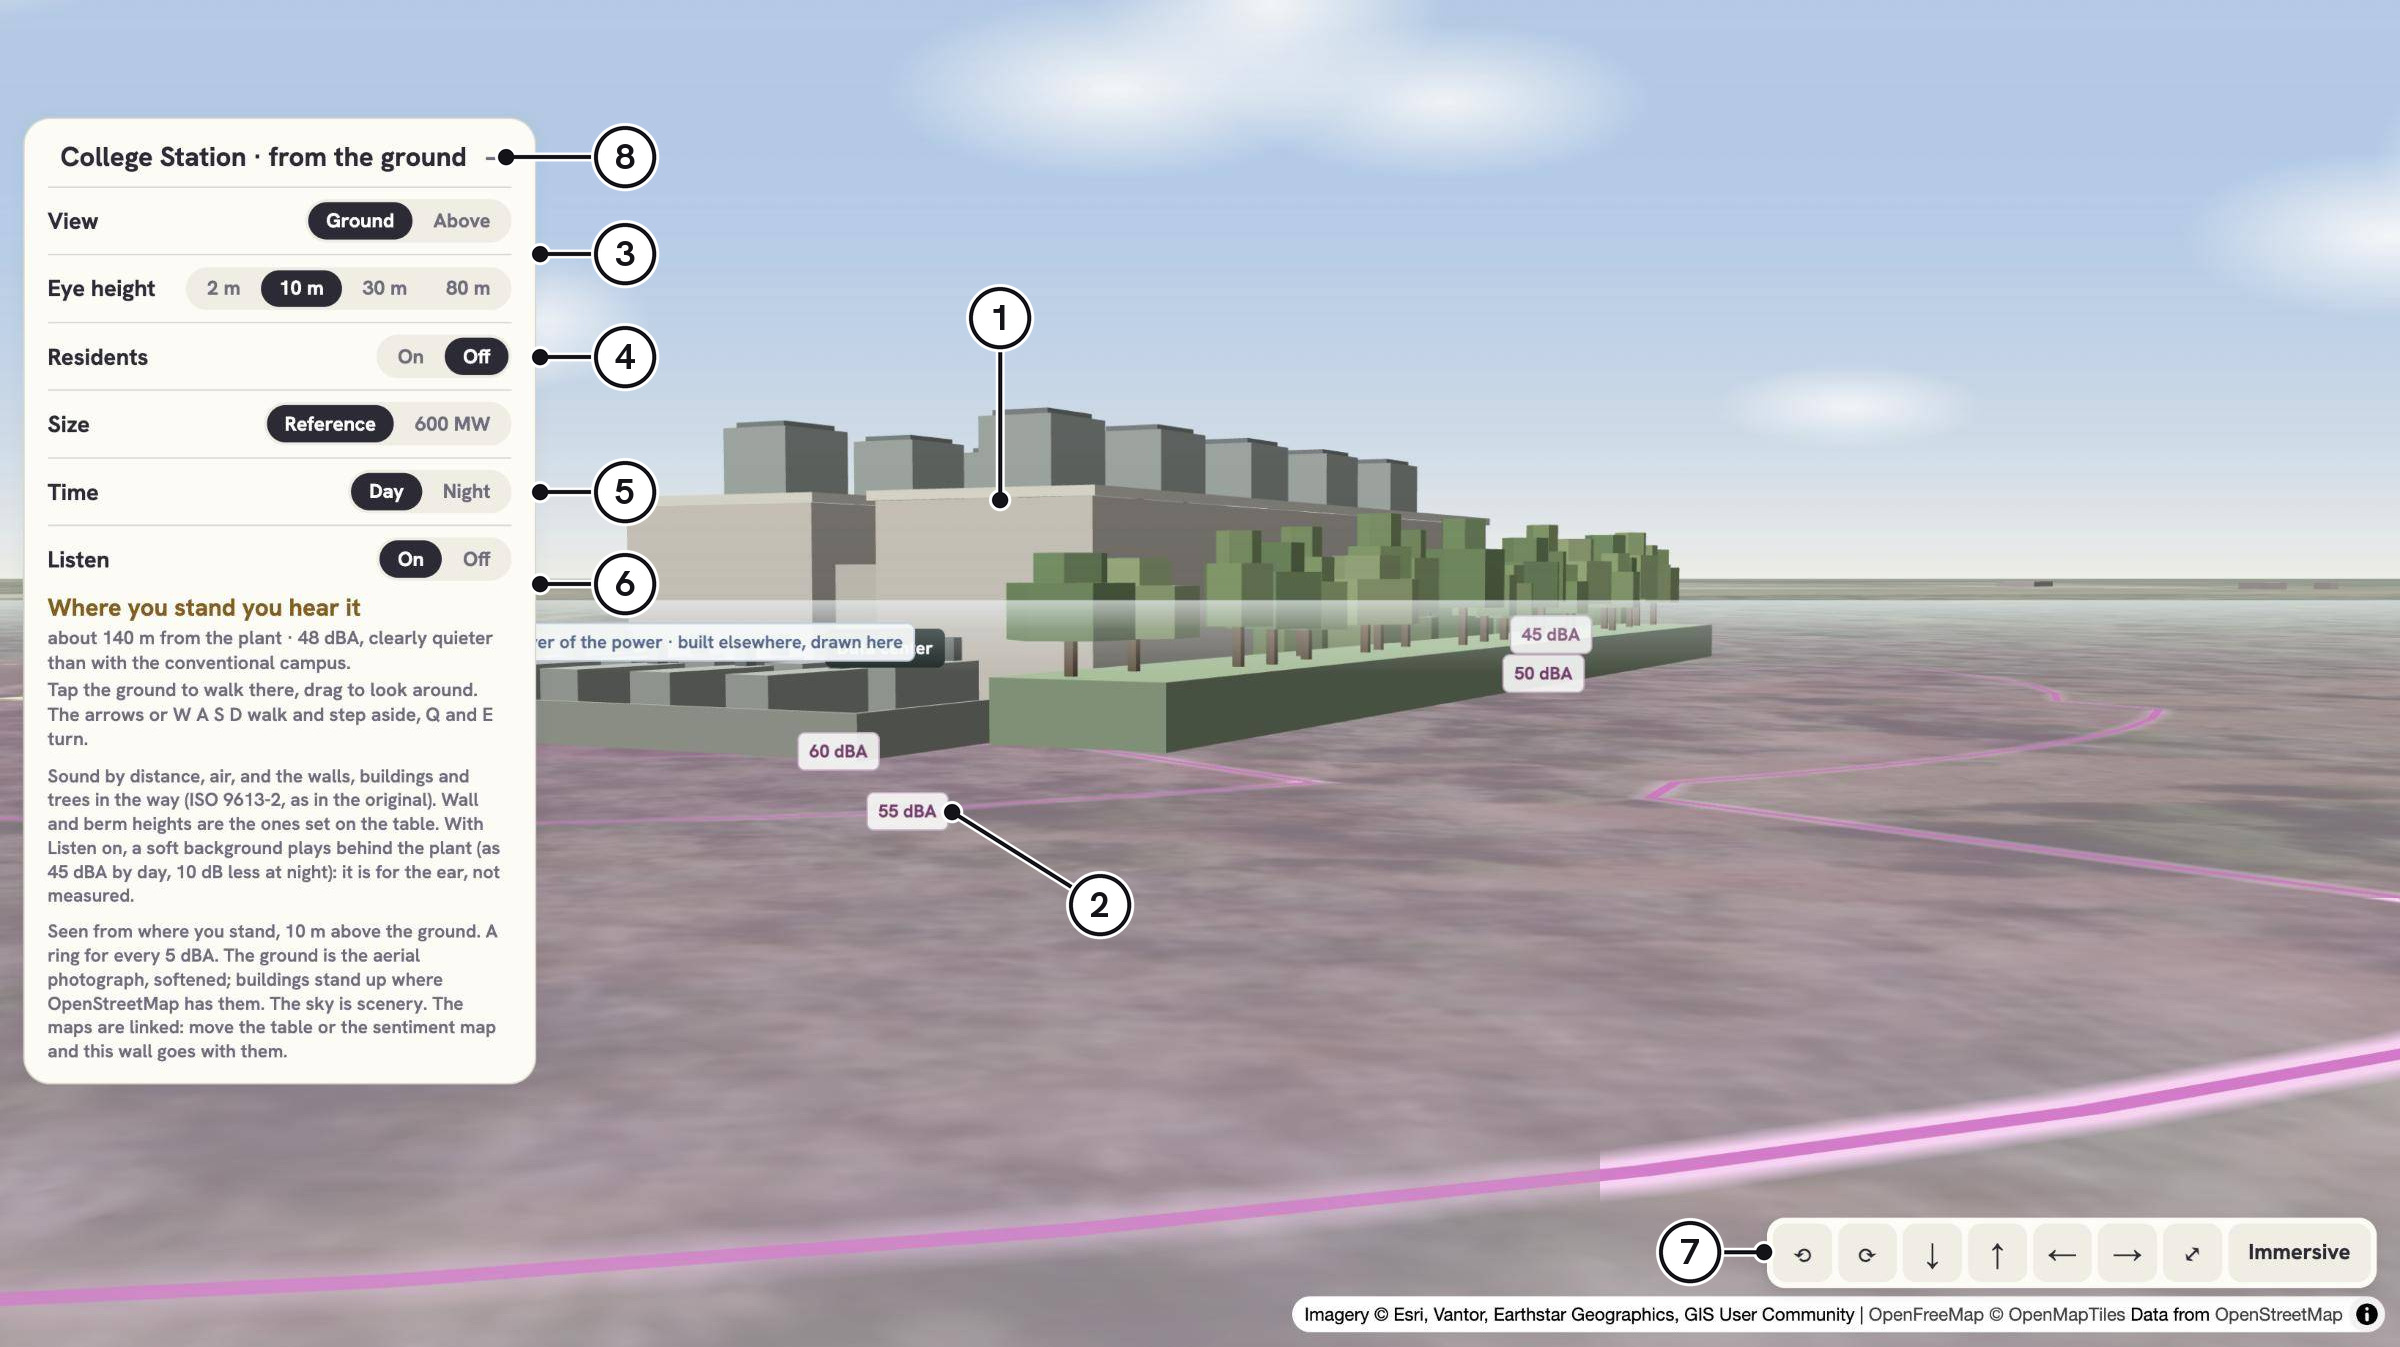 College Station · from the ground -
8
View Ground Above
3
Eye height 2 m 10 m 30 m 80 m
1
Residents On Off
4
Size Reference 600 MW
Time Day Night
5
Listen On Off
6
Where you stand you hear it
about 140 m from the plant · 48 dBA, clearly quieter
than with the conventional campus.
Tap the ground to walk there, drag to look around.
The arrows or W A S D walk and step aside, Q and E
turn.
Sound by distance, air, and the walls, buildings and
trees in the way (ISO 9613-2, as in the original). Wall
and berm heights are the ones set on the table. With
Listen on, a soft background plays behind the plant (as
45 dBA by day, 10 dB less at night): it is for the ear, not
measured.
Seen from where you stand, 10 m above the ground. A
ring for every 5 dBA. The ground is the aerial
photograph, softened; buildings stand up where
OpenStreetMap has them. The sky is scenery. The
maps are linked: move the table or the sentiment map
and this wall goes with them.
of the power · built elsewhere, drawn here
45 dBA
50 dBA
60 dBA
55 dBA
2
7
⟲ ⟳ ↓ ↑ ← → ⤢ Immersive
Imagery © Esri, Vantor, Earthstar Geographics, GIS User Community | OpenFreeMap © OpenMapTiles Data from OpenStreetMap